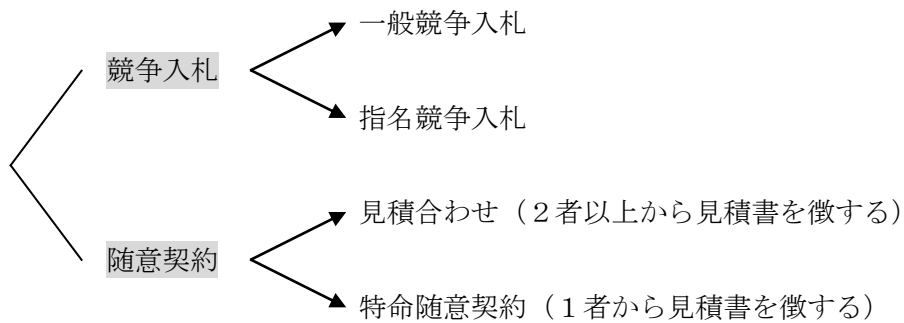 一般競争入札
競争入札
指名競争入札
見積合わせ（２者以上から見積書を徴する）
随意契約
特命随意契約（１者から見積書を徴する）